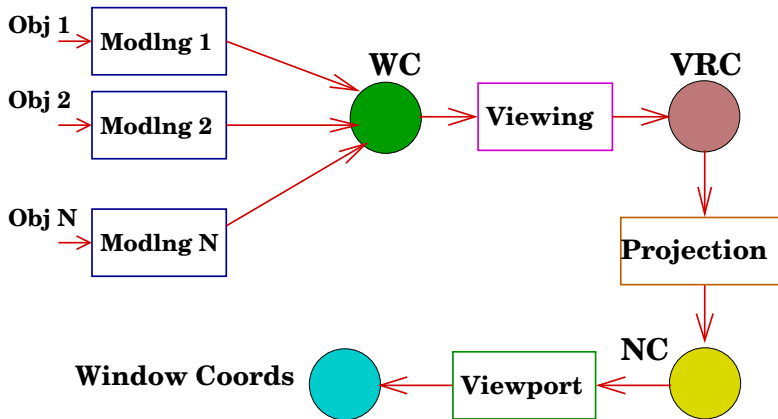 Obj 1
Modlng 1
WC
VRC
Obj 2
Modlng 2
Viewing
Obj N
Modlng N
Projection
NC
Window Coords
Viewport